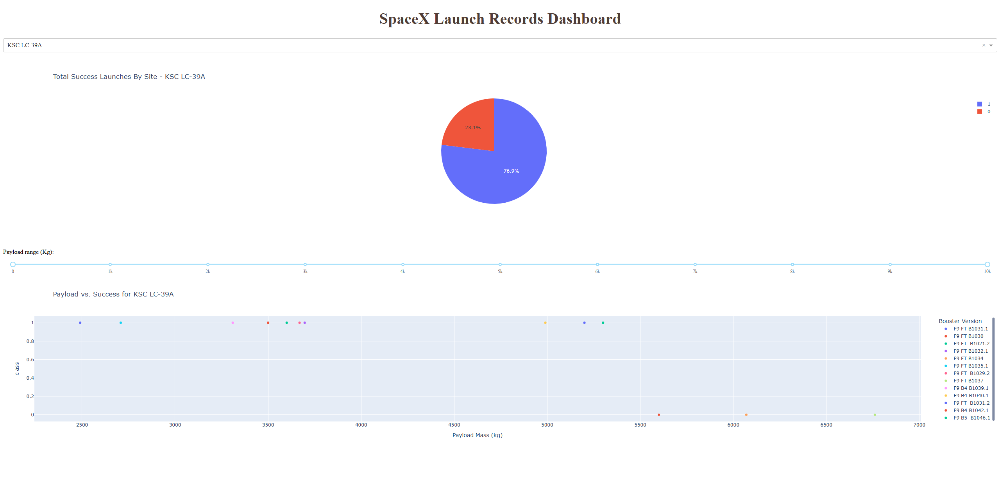 SpaceX Launch Records Dashboard
KSC LC-39A
×
Total Success Launches By Site - KSC LC-39A
1
0
23.1%
76.9%
Payload range (Kg):
0 1k 2k 3k 4k 5k 6k 7k 8k 9k 10k
Payload vs. Success for KSC LC-39A
1
0.8
0.6
0.4
0.2
0
class
2500 3000 3500 4000 4500 5000 5500 6000 6500 7000
Payload Mass (kg)
Booster Version
F9 FT B1031.1
F9 FT B1030
F9 FT  B1021.2
F9 FT B1032.1
F9 FT B1034
F9 FT B1035.1
F9 FT  B1029.2
F9 FT B1037
F9 B4 B1039.1
F9 B4 B1040.1
F9 FT  B1031.2
F9 B4 B1042.1
F9 B5  B1046.1